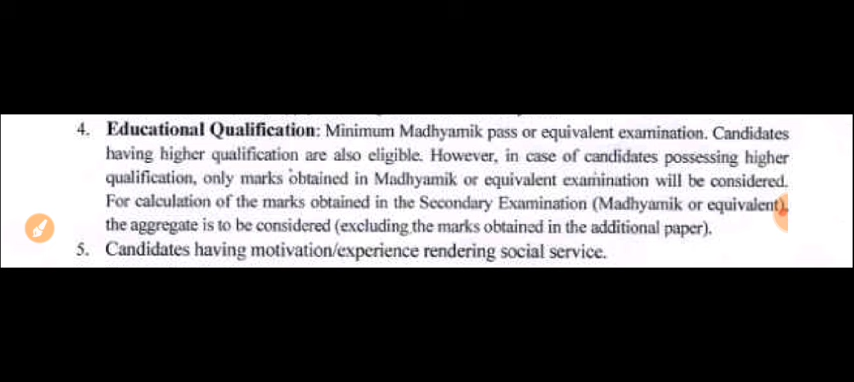 4. Educational Qualification: Minimum Madhyamik pass or equivalent examination. Candidates
having higher qualification are also eligible. However, in case of candidates possessing higher
qualification, only marks obtained in Madhyamik or equivalent examination will be considered.
For calculation of the marks obtained in the Secondary Examination (Madhyamik or equivalent),
the aggregate is to be considered (excluding the marks obtained in the additional paper).
5. Candidates having motivation/experience rendering social service.